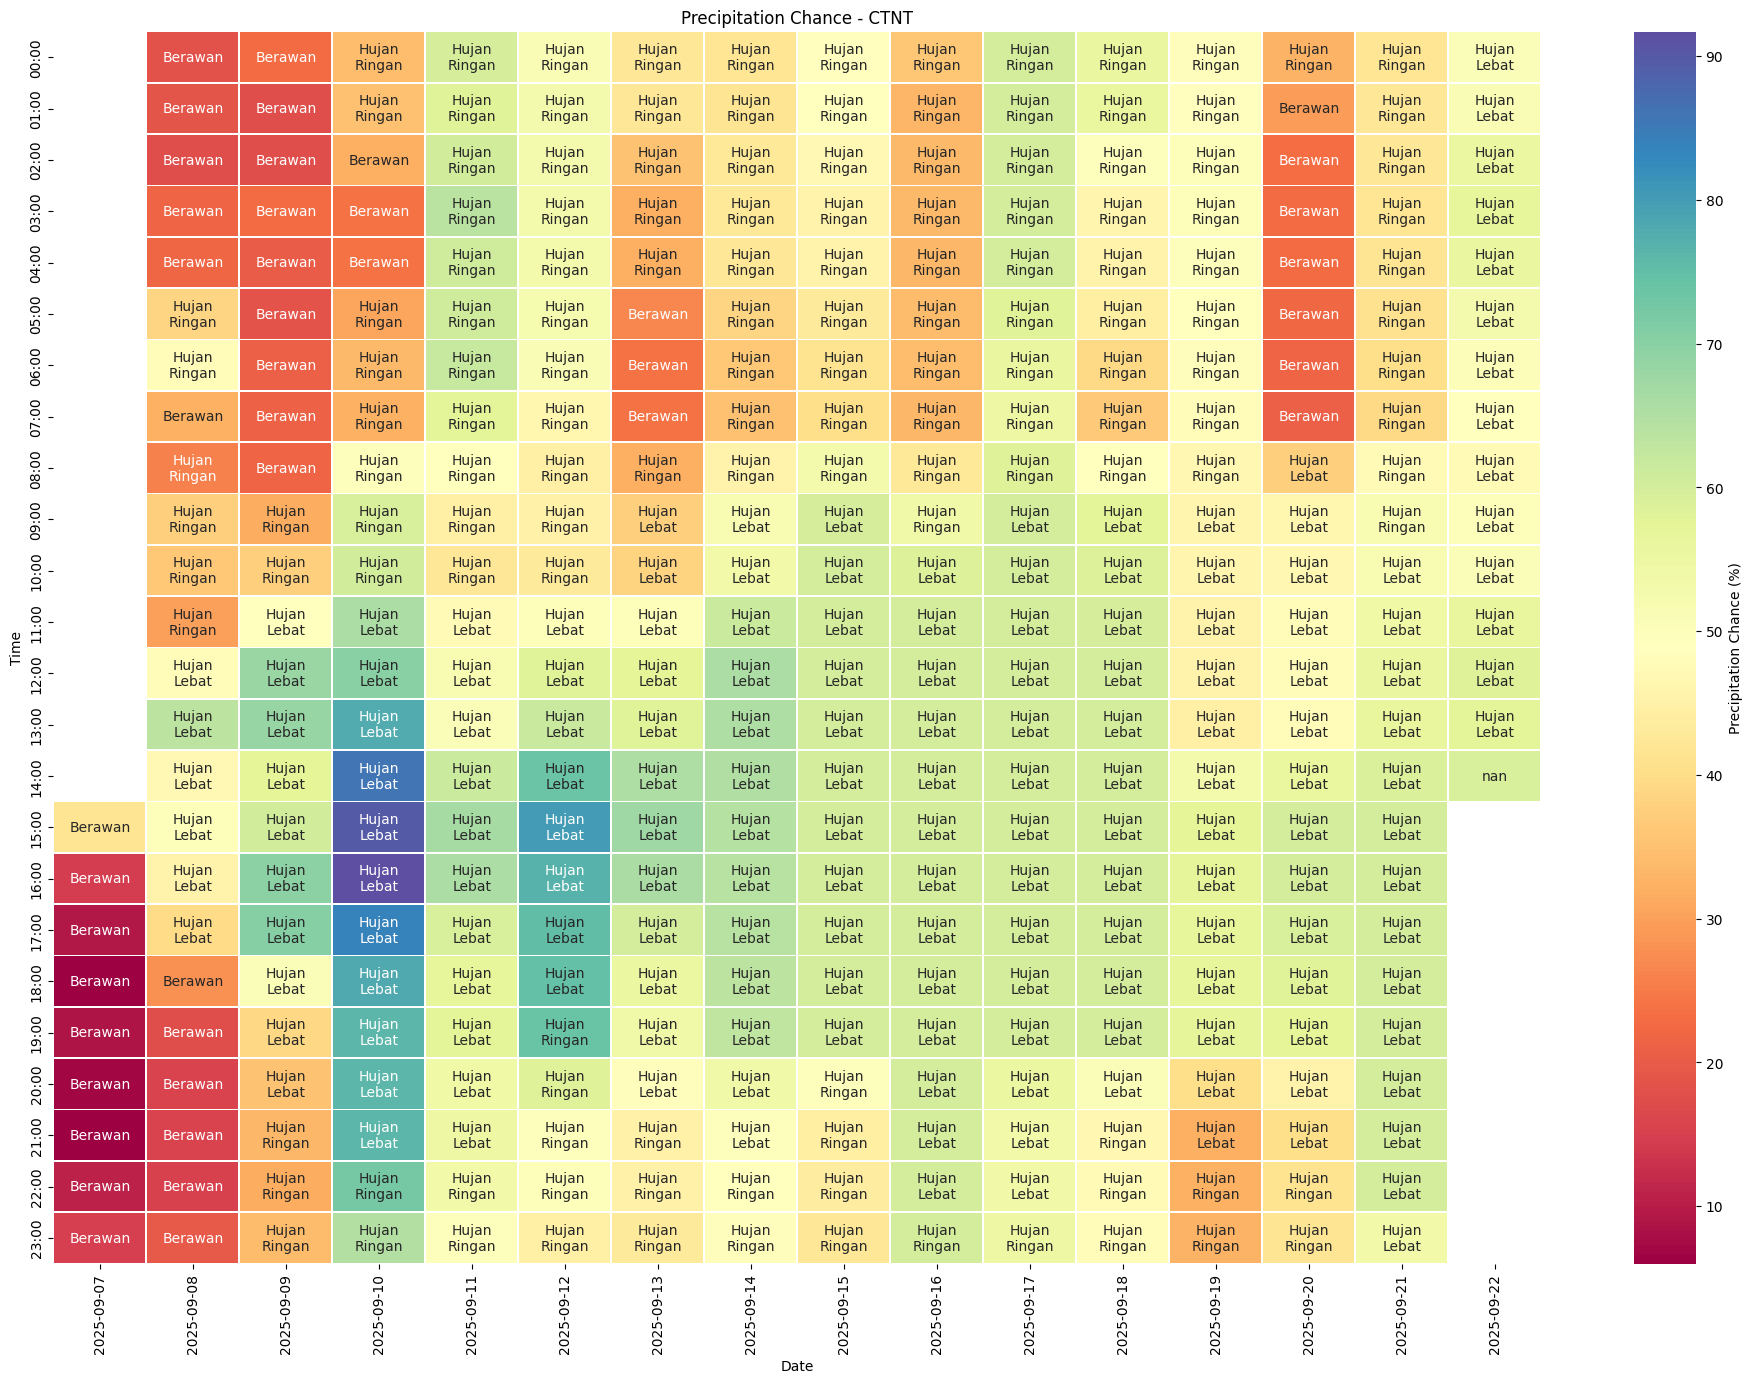 Precipitation Chance - CTNT
00:00 Berawan Berawan Hujan Ringan Hujan Ringan Hujan Ringan Hujan Ringan Hujan Ringan Hujan Ringan Hujan Ringan Hujan Ringan Hujan Ringan Hujan Ringan Hujan Ringan Hujan Ringan Hujan Lebat
01:00 Berawan Berawan Hujan Ringan Hujan Ringan Hujan Ringan Hujan Ringan Hujan Ringan Hujan Ringan Hujan Ringan Hujan Ringan Hujan Ringan Hujan Ringan Berawan Hujan Ringan Hujan Lebat
02:00 Berawan Berawan Berawan Hujan Ringan Hujan Ringan Hujan Ringan Hujan Ringan Hujan Ringan Hujan Ringan Hujan Ringan Hujan Ringan Hujan Ringan Berawan Hujan Ringan Hujan Lebat
03:00 Berawan Berawan Berawan Hujan Ringan Hujan Ringan Hujan Ringan Hujan Ringan Hujan Ringan Hujan Ringan Hujan Ringan Hujan Ringan Hujan Ringan Berawan Hujan Ringan Hujan Lebat
04:00 Berawan Berawan Berawan Hujan Ringan Hujan Ringan Hujan Ringan Hujan Ringan Hujan Ringan Hujan Ringan Hujan Ringan Hujan Ringan Hujan Ringan Berawan Hujan Ringan Hujan Lebat
05:00 Hujan Ringan Berawan Hujan Ringan Hujan Ringan Hujan Ringan Berawan Hujan Ringan Hujan Ringan Hujan Ringan Hujan Ringan Hujan Ringan Hujan Ringan Berawan Hujan Ringan Hujan Lebat
06:00 Hujan Ringan Berawan Hujan Ringan Hujan Ringan Hujan Ringan Berawan Hujan Ringan Hujan Ringan Hujan Ringan Hujan Ringan Hujan Ringan Hujan Ringan Berawan Hujan Ringan Hujan Lebat
07:00 Berawan Berawan Hujan Ringan Hujan Ringan Hujan Ringan Berawan Hujan Ringan Hujan Ringan Hujan Ringan Hujan Ringan Hujan Ringan Hujan Ringan Berawan Hujan Ringan Hujan Lebat
08:00 Hujan Ringan Berawan Hujan Ringan Hujan Ringan Hujan Ringan Hujan Ringan Hujan Ringan Hujan Ringan Hujan Ringan Hujan Ringan Hujan Ringan Hujan Ringan Hujan Lebat Hujan Ringan Hujan Lebat
09:00 Hujan Ringan Hujan Ringan Hujan Ringan Hujan Ringan Hujan Ringan Hujan Lebat Hujan Lebat Hujan Lebat Hujan Ringan Hujan Lebat Hujan Lebat Hujan Lebat Hujan Lebat Hujan Ringan Hujan Lebat
10:00 Hujan Ringan Hujan Ringan Hujan Ringan Hujan Ringan Hujan Ringan Hujan Lebat Hujan Lebat Hujan Lebat Hujan Lebat Hujan Lebat Hujan Lebat Hujan Lebat Hujan Lebat Hujan Lebat Hujan Lebat
11:00 Hujan Ringan Hujan Lebat Hujan Lebat Hujan Lebat Hujan Lebat Hujan Lebat Hujan Lebat Hujan Lebat Hujan Lebat Hujan Lebat Hujan Lebat Hujan Lebat Hujan Lebat Hujan Lebat Hujan Lebat
12:00 Hujan Lebat Hujan Lebat Hujan Lebat Hujan Lebat Hujan Lebat Hujan Lebat Hujan Lebat Hujan Lebat Hujan Lebat Hujan Lebat Hujan Lebat Hujan Lebat Hujan Lebat Hujan Lebat Hujan Lebat
13:00 Hujan Lebat Hujan Lebat Hujan Lebat Hujan Lebat Hujan Lebat Hujan Lebat Hujan Lebat Hujan Lebat Hujan Lebat Hujan Lebat Hujan Lebat Hujan Lebat Hujan Lebat Hujan Lebat Hujan Lebat
14:00 Hujan Lebat Hujan Lebat Hujan Lebat Hujan Lebat Hujan Lebat Hujan Lebat Hujan Lebat Hujan Lebat Hujan Lebat Hujan Lebat Hujan Lebat Hujan Lebat Hujan Lebat Hujan Lebat nan
15:00 Berawan Hujan Lebat Hujan Lebat Hujan Lebat Hujan Lebat Hujan Lebat Hujan Lebat Hujan Lebat Hujan Lebat Hujan Lebat Hujan Lebat Hujan Lebat Hujan Lebat Hujan Lebat Hujan Lebat
16:00 Berawan Hujan Lebat Hujan Lebat Hujan Lebat Hujan Lebat Hujan Lebat Hujan Lebat Hujan Lebat Hujan Lebat Hujan Lebat Hujan Lebat Hujan Lebat Hujan Lebat Hujan Lebat Hujan Lebat
17:00 Berawan Hujan Lebat Hujan Lebat Hujan Lebat Hujan Lebat Hujan Lebat Hujan Lebat Hujan Lebat Hujan Lebat Hujan Lebat Hujan Lebat Hujan Lebat Hujan Lebat Hujan Lebat Hujan Lebat
18:00 Berawan Berawan Hujan Lebat Hujan Lebat Hujan Lebat Hujan Lebat Hujan Lebat Hujan Lebat Hujan Lebat Hujan Lebat Hujan Lebat Hujan Lebat Hujan Lebat Hujan Lebat Hujan Lebat
19:00 Berawan Berawan Hujan Lebat Hujan Lebat Hujan Lebat Hujan Ringan Hujan Lebat Hujan Lebat Hujan Lebat Hujan Lebat Hujan Lebat Hujan Lebat Hujan Lebat Hujan Lebat Hujan Lebat
20:00 Berawan Berawan Hujan Lebat Hujan Lebat Hujan Lebat Hujan Ringan Hujan Lebat Hujan Lebat Hujan Ringan Hujan Lebat Hujan Lebat Hujan Lebat Hujan Lebat Hujan Lebat Hujan Lebat
21:00 Berawan Berawan Hujan Ringan Hujan Lebat Hujan Lebat Hujan Ringan Hujan Ringan Hujan Lebat Hujan Ringan Hujan Lebat Hujan Lebat Hujan Ringan Hujan Lebat Hujan Lebat Hujan Lebat
22:00 Berawan Berawan Hujan Ringan Hujan Ringan Hujan Ringan Hujan Ringan Hujan Ringan Hujan Ringan Hujan Ringan Hujan Lebat Hujan Lebat Hujan Ringan Hujan Ringan Hujan Ringan Hujan Lebat
23:00 Berawan Berawan Hujan Ringan Hujan Ringan Hujan Ringan Hujan Ringan Hujan Ringan Hujan Ringan Hujan Ringan Hujan Ringan Hujan Ringan Hujan Ringan Hujan Ringan Hujan Ringan Hujan Lebat
Time
2025-09-07 2025-09-08 2025-09-09 2025-09-10 2025-09-11 2025-09-12 2025-09-13 2025-09-14 2025-09-15 2025-09-16 2025-09-17 2025-09-18 2025-09-19 2025-09-20 2025-09-21 2025-09-22
Date
90
80
70
60
50
40
30
20
10
Precipitation Chance (%)